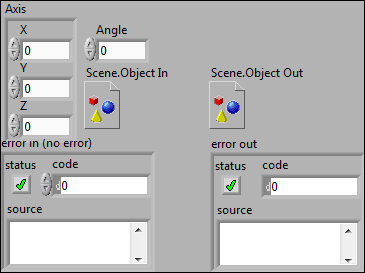 Axis
X
0
Angle
0
Y
0
Z
0
Scene.Object In
Scene.Object Out
error in (no error)
status
code
0
source
error out
status
code
0
source